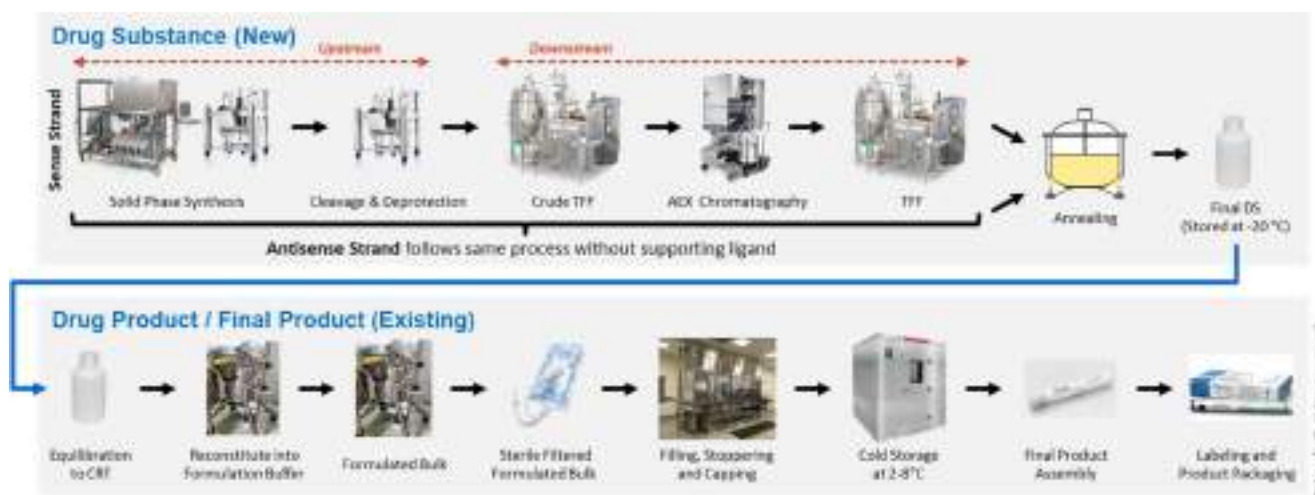 Drug Substance (New)
Upstream
Downstream
Sense Strand
Solid Phase Synthesis
Cleavage & Deprotection
Crude TFF
AEX Chromatography
TFF
Annealing
Final DS
(Stored at -20 °C)
Antisense Strand follows same process without supporting ligand
Drug Product / Final Product (Existing)
Equilibration
to CRT
Reconstitute into
Formulation Buffer
Formulated Bulk
Sterile Filtered
Formulated Bulk
Filling, Stoppering
and Capping
Cold Storage
at 2-8°C
Final Product
Assembly
Labeling and
Product Packaging